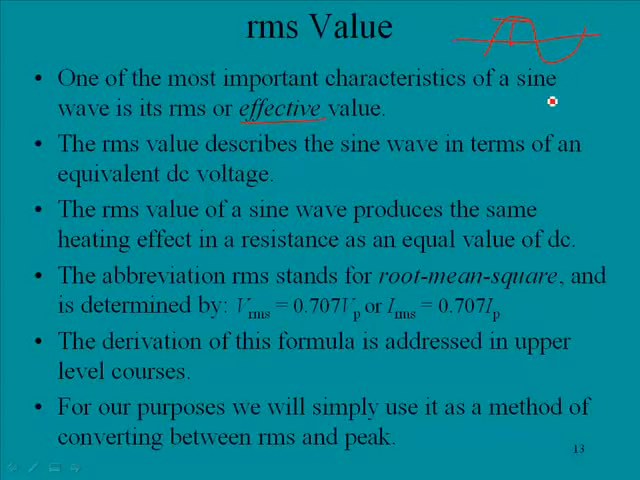 rms Value
• One of the most important characteristics of a sine
wave is its rms or effective value.
• The rms value describes the sine wave in terms of an
equivalent dc voltage.
• The rms value of a sine wave produces the same
heating effect in a resistance as an equal value of dc.
• The abbreviation rms stands for root-mean-square, and
is determined by: Vrms = 0.707Vp or Irms = 0.707Ip
• The derivation of this formula is addressed in upper
level courses.
• For our purposes we will simply use it as a method of
converting between rms and peak.
13